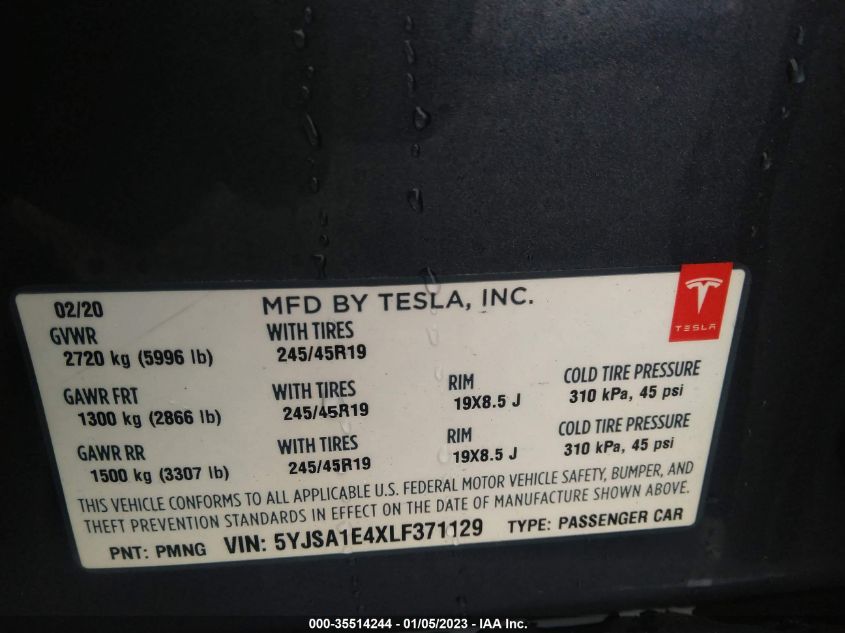 02/20 MFD BY TESLA, INC.
TESLA
GVWR WITH TIRES
2720 kg (5996 lb) 245/45R19
GAWR FRT WITH TIRES RIM COLD TIRE PRESSURE
1300 kg (2866 lb) 245/45R19 19X8.5 J 310 kPa, 45 psi
GAWR RR WITH TIRES RIM COLD TIRE PRESSURE
1500 kg (3307 lb) 245/45R19 19X8.5 J 310 kPa, 45 psi
THIS VEHICLE CONFORMS TO ALL APPLICABLE U.S. FEDERAL MOTOR VEHICLE SAFETY, BUMPER, AND
THEFT PREVENTION STANDARDS IN EFFECT ON THE DATE OF MANUFACTURE SHOWN ABOVE.
PNT: PMNG VIN: 5YJSA1E4XLF371129 TYPE: PASSENGER CAR
000-35514244 - 01/05/2023 - © IAA Inc.